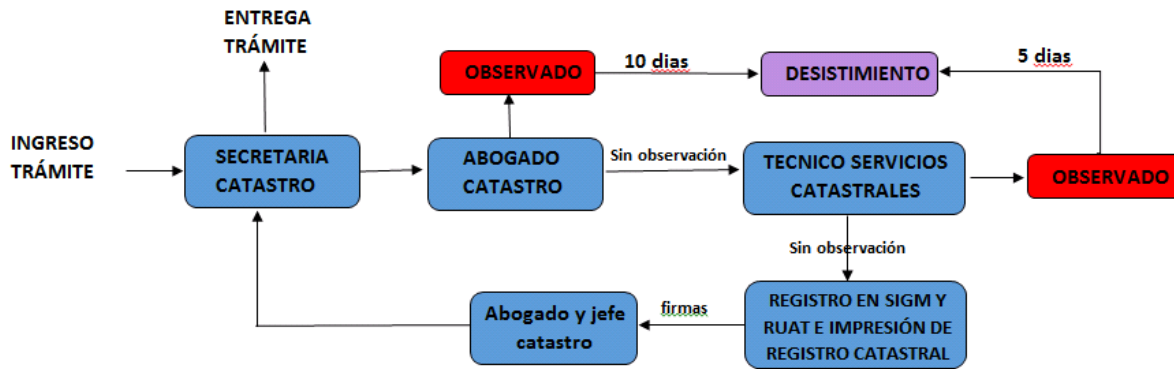 ENTREGA
TRÁMITE
OBSERVADO
10 dias
DESISTIMIENTO
5 dias
INGRESO
TRÁMITE
SECRETARIA
CATASTRO
ABOGADO
CATASTRO
Sin observación
TECNICO SERVICIOS
CATASTRALES
OBSERVADO
Sin observación
Abogado y jefe
catastro
firmas
REGISTRO EN SIGM Y
RUAT E IMPRESIÓN DE
REGISTRO CATASTRAL